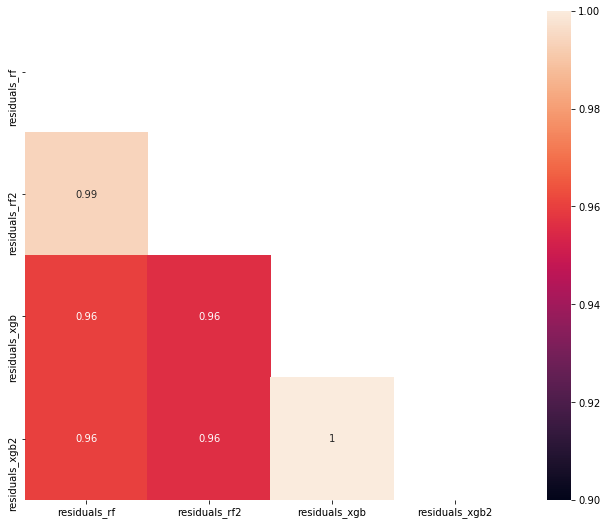 residuals_rf
residuals_rf2
residuals_xgb
residuals_xgb2
0.99
0.96 0.96
0.96 0.96 1
residuals_rf residuals_rf2 residuals_xgb residuals_xgb2
1.00
0.98
0.96
0.94
0.92
0.90